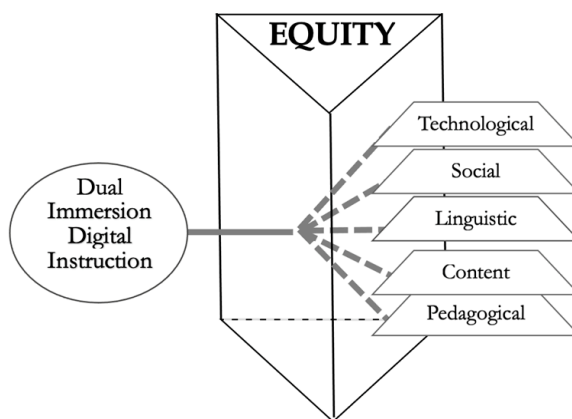 EQUITY
Technological
Social
Linguistic
Content
Pedagogical
Dual
Immersion
Digital
Instruction